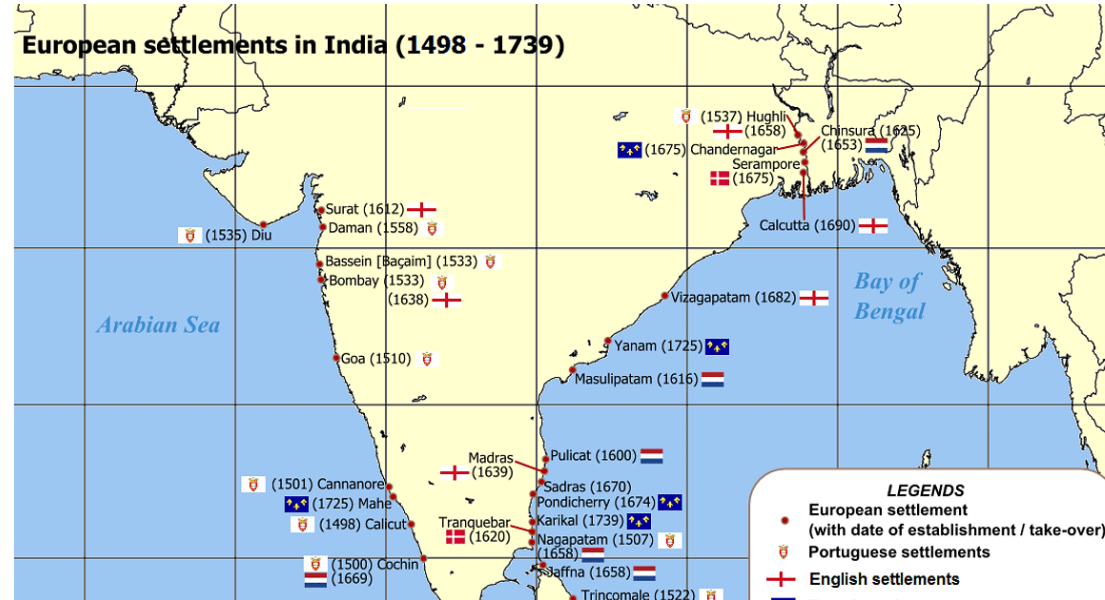 European settlements in India (1498 - 1739)
(1537) Hughli
(1658)
Chinsura (1625)
(1653)
(1675) Chandernagar
Serampore
(1675)
Calcutta (1690)
Surat (1612)
Daman (1558)
(1535) Diu
Bassein [Baçaim] (1533)
Bombay (1533)
(1638)
Arabian Sea
Bay of
Bengal
Vizagapatam (1682)
Yanam (1725)
Goa (1510)
Masulipatam (1616)
Pulicat (1600)
Madras
(1639)
Sadras (1670)
Pondicherry (1674)
(1501) Cannanore
(1725) Mahe
(1498) Calicut
Karikal (1739)
Tranquebar
(1620)
Nagapatam (1507)
(1658)
(1500) Cochin
(1669)
Jaffna (1658)
Trincomale (1522)
LEGENDS
European settlement
(with date of establishment / take-over)
Portuguese settlements
English settlements